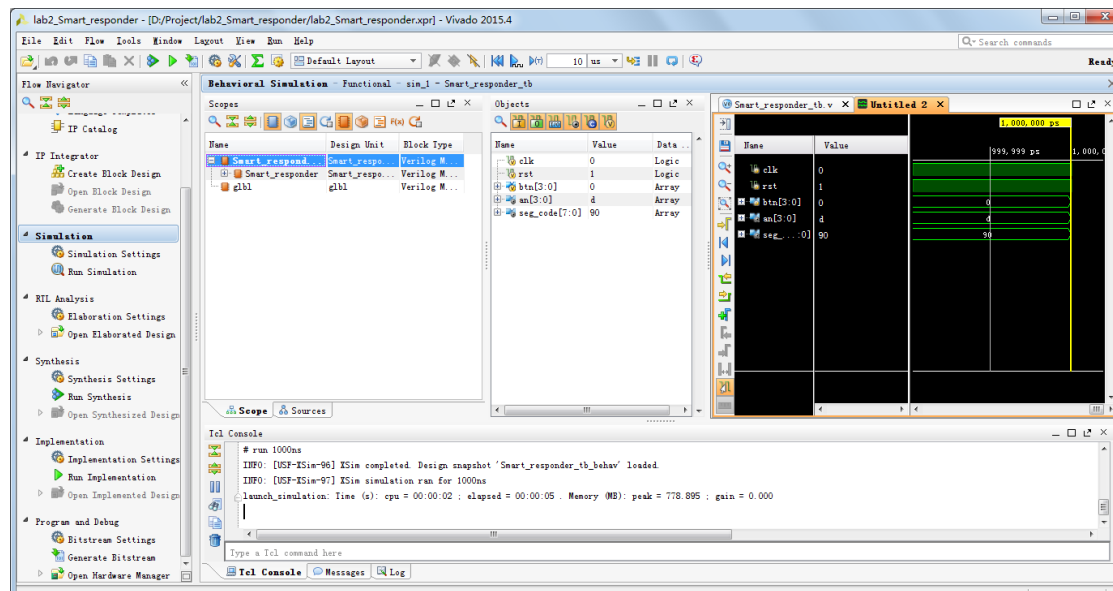 lab2_Smart_responder - [D:/Project/lab2_Smart_responder/lab2_Smart_responder.xpr] - Vivado 2015.4
File Edit Flow Tools Window Layout View Run Help
Search commands
Default Layout
10 us
Ready
Flow Navigator
IP Catalog
IP Integrator
Create Block Design
Open Block Design
Generate Block Design
Simulation
Simulation Settings
Run Simulation
RTL Analysis
Elaboration Settings
Open Elaborated Design
Synthesis
Synthesis Settings
Run Synthesis
Open Synthesized Design
Implementation
Implementation Settings
Run Implementation
Open Implemented Design
Program and Debug
Bitstream Settings
Generate Bitstream
Open Hardware Manager
Behavioral Simulation - Functional - sim_1 - Smart_responder_tb
Scopes
Name Design Unit Block Type
Smart_respond... Smart_respo... Verilog M...
Smart_responder Smart_respo... Verilog M...
glbl glbl Verilog M...
Scope Sources
Objects
Name Value Data ...
clk 0 Logic
rst 1 Logic
btn[3:0] 0 Array
an[3:0] d Array
seg_code[7:0] 90 Array
Smart_responder_tb.v Untitled 2
1,000,000 ps
Name Value 999,999 ps 1,000,0
clk 0
rst 1
btn[3:0] 0 0
an[3:0] d d
seg_...:0] 90 90
Tcl Console
# run 1000ns
INFO: [USF-XSim-96] XSim completed. Design snapshot 'Smart_responder_tb_behav' loaded.
INFO: [USF-XSim-97] XSim simulation ran for 1000ns
launch_simulation: Time (s): cpu = 00:00:02 ; elapsed = 00:00:05 . Memory (MB): peak = 778.895 ; gain = 0.000
Type a Tcl command here
Tcl Console Messages Log